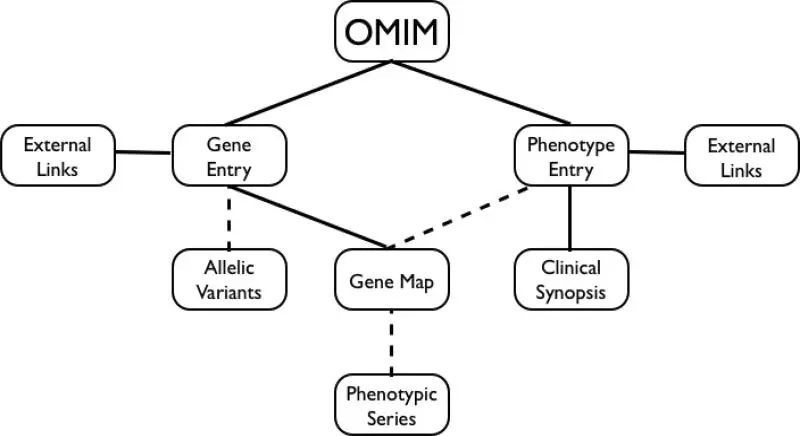 OMIM
External
Links
Gene
Entry
Phenotype
Entry
External
Links
Allelic
Variants
Gene Map
Clinical
Synopsis
Phenotypic
Series